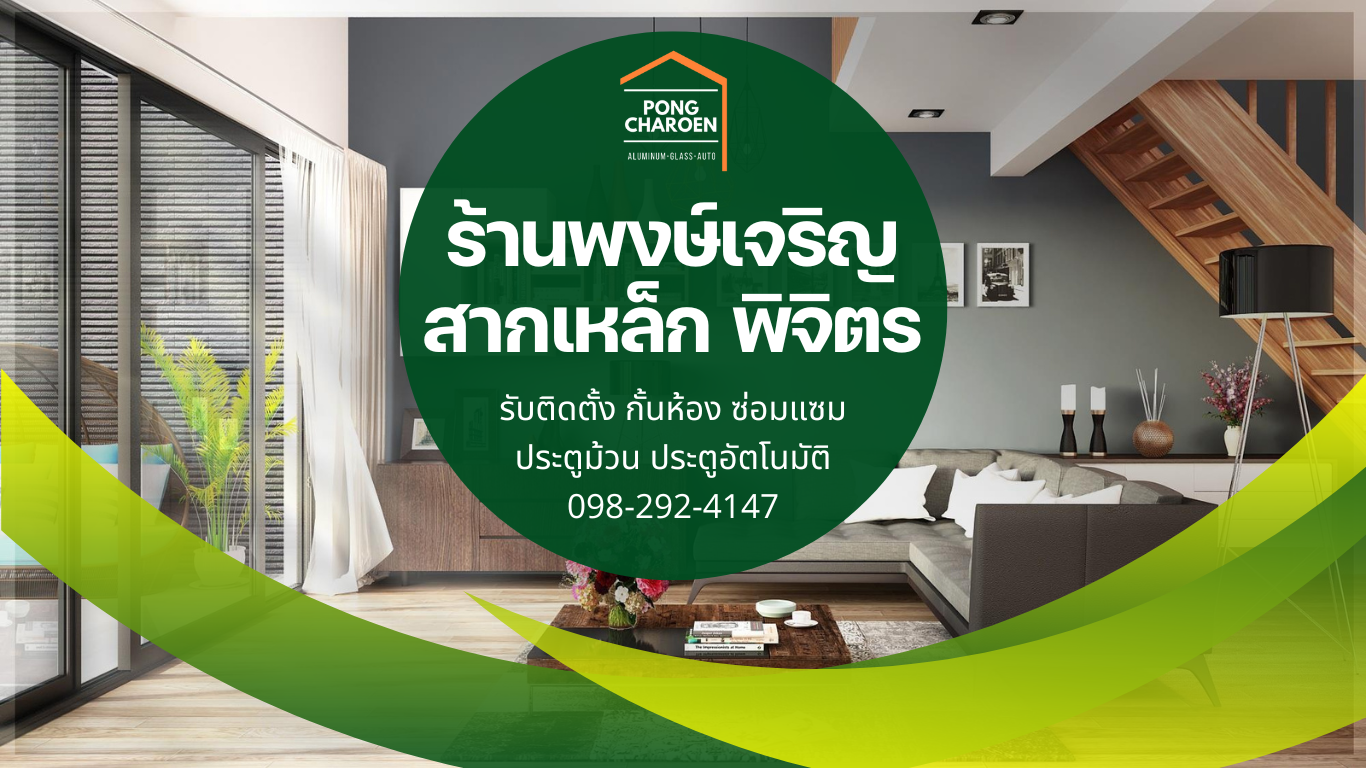 PONG
CHAROEN
ALUMINUM-GLASS-AUTO
ร้านพงษ์เจริญ
สากเหล็ก พิจิตร
รับติดตั้ง กั้นห้อง ซ่อมแซม
ประตูม้วน ประตูอัตโนมัติ
098-292-4147